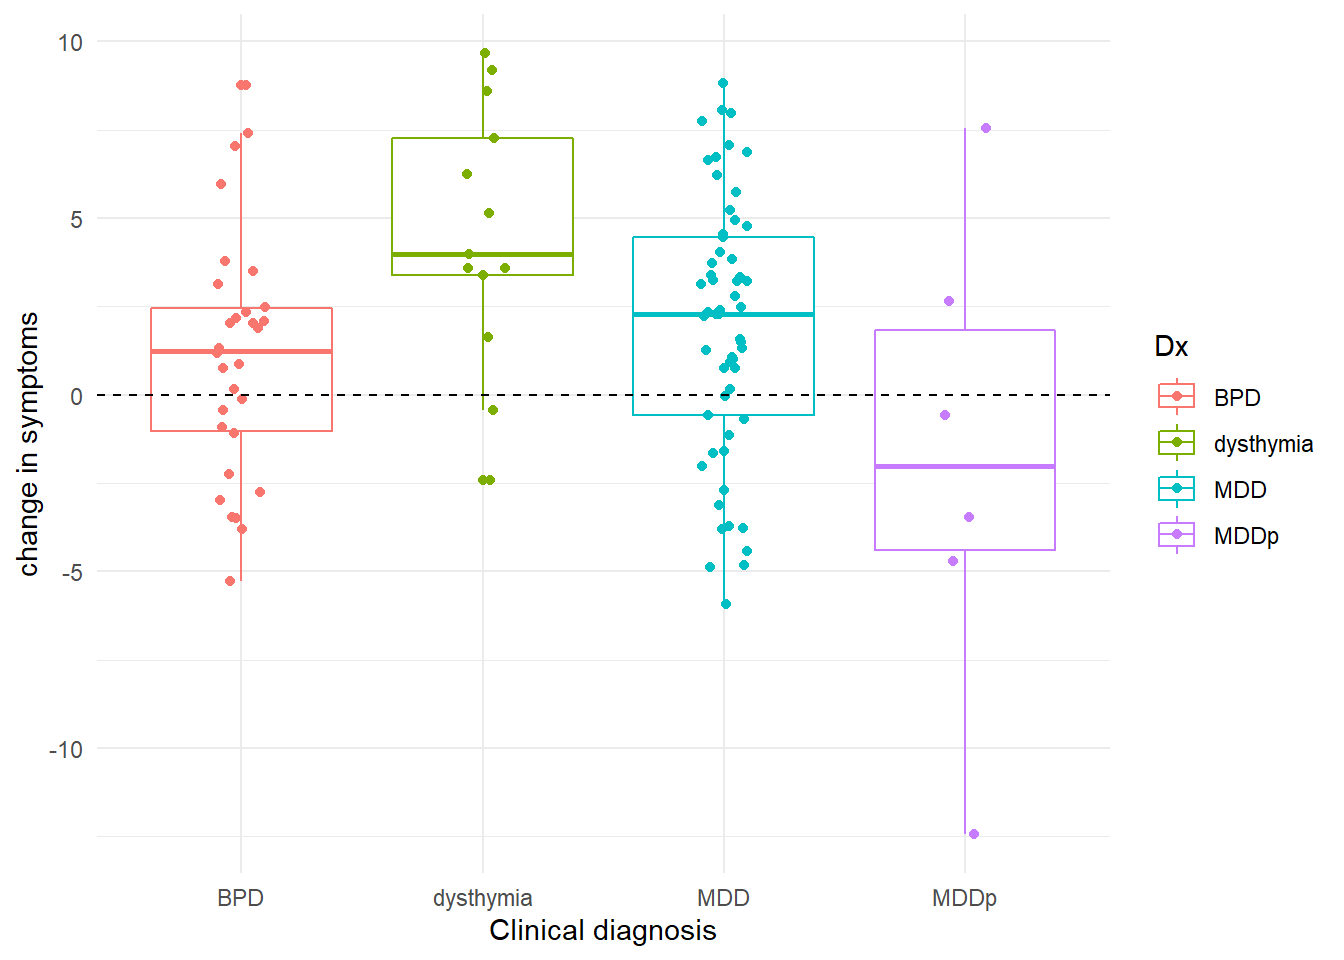 change in symptoms
10
5
0
-5
-10
BPD
dysthymia
MDD
MDDp
Clinical diagnosis
Dx
BPD
dysthymia
MDD
MDDp